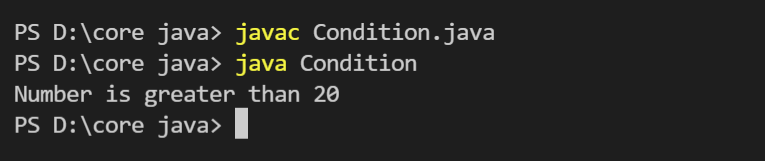 PS D:\core java> javac Condition.java
PS D:\core java> java Condition
Number is greater than 20
PS D:\core java>